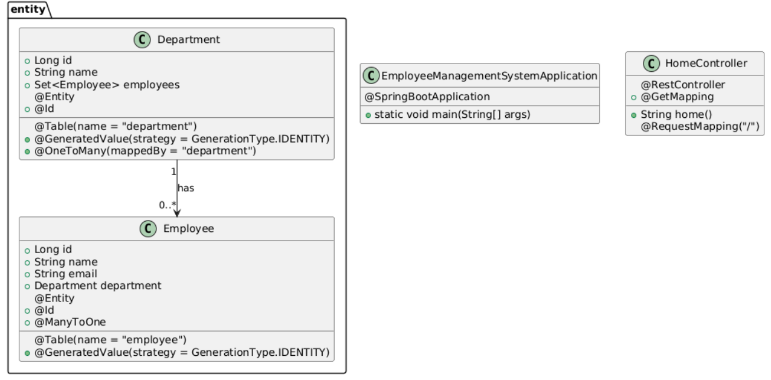 entity
C Department
Long id
String name
Set<Employee> employees
@Entity
@Id
@Table(name = "department")
@GeneratedValue(strategy = GenerationType.IDENTITY)
@OneToMany(mappedBy = "department")
1
has
0..*
C Employee
Long id
String name
String email
Department department
@Entity
@Id
@ManyToOne
@Table(name = "employee")
@GeneratedValue(strategy = GenerationType.IDENTITY)
C EmployeeManagementSystemApplication
@SpringBootApplication
static void main(String[] args)
C HomeController
@RestController
@GetMapping
String home()
@RequestMapping("/")